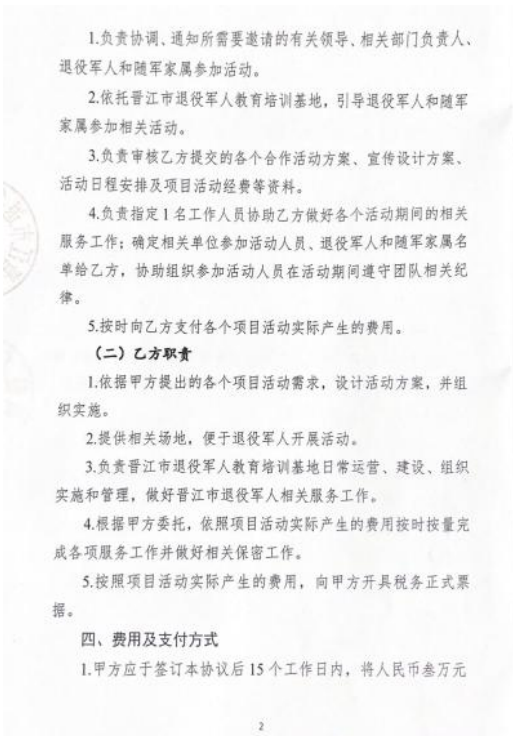 1.负责协调、通知所需要邀请的有关领导、相关部门负责人、
退役军人和随军家属参加活动。
2.依托晋江市退役军人教育培训基地，引导退役军人和随军
家属参加相关活动。
3.负责审核乙方提交的各个合作活动方案、宣传设计方案、
活动日程安排及项目活动经费等资料。
4.负责指定1名工作人员协助乙方做好各个活动期间的相关
服务工作；确定相关单位参加活动人员、退役军人和随军家属名
单给乙方，协助组织参加活动人员在活动期间遵守团队相关纪
律。
5.按时向乙方支付各个项目活动实际产生的费用。
（二）乙方职责
1.依据甲方提出的各个项目活动需求，设计活动方案，并组
织实施。
2.提供相关场地，便于退役军人开展活动。
3.负责晋江市退役军人教育培训基地日常运营、建设、组织
实施和管理，做好晋江市退役军人相关服务工作。
4.根据甲方委托，依照项目活动实际产生的费用按时按量完
成各项服务工作并做好相关保密工作。
5.按照项目活动实际产生的费用，向甲方开具税务正式票
据。
四、费用及支付方式
1.甲方应于签订本协议后15个工作日内，将人民币叁万元
2